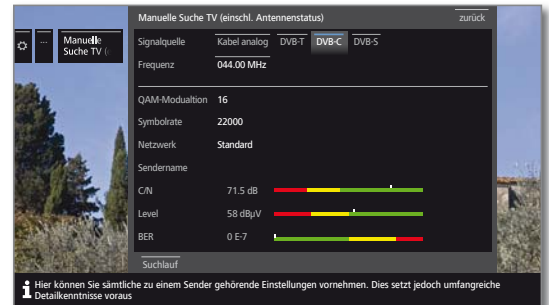 Manuelle Suche TV (einschl. Antennenstatus) zurück
...
Manuelle
Suche TV (
Signalquelle Kabel analog DVB-T DVB-C DVB-S
Frequenz 044.00 MHz
QAM-Modualtion 16
Symbolrate 22000
Netzwerk Standard
Sendername
C/N 71.5 dB
Level 58 dBµV
BER 0 E-7
Suchlauf
Hier können Sie sämtliche zu einem Sender gehörende Einstellungen vornehmen. Dies setzt jedoch umfangreiche
Detailkenntnisse voraus